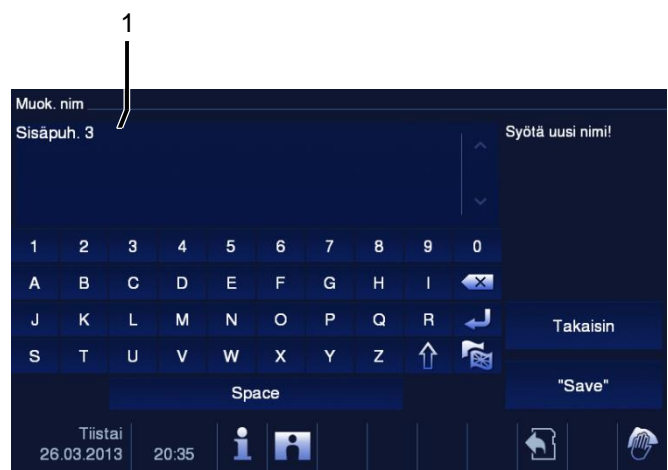 1
Muok. nim
Sisäpuh. 3
Syötä uusi nimi!
1 2 3 4 5 6 7 8 9 0
A B C D E F G H I
J K L M N O P Q R
Takaisin
S T U V W X Y Z
Space
"Save"
Tiistai
26.03.2013 20:35